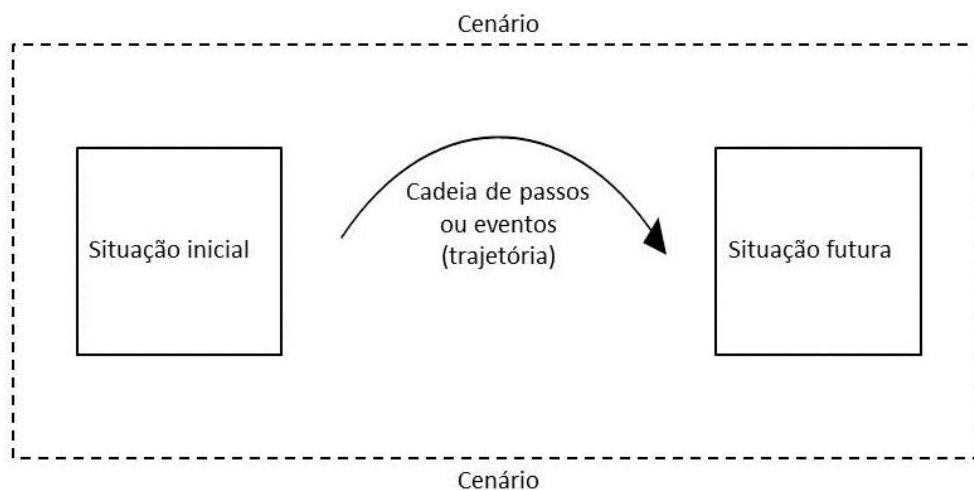 Cenário
Situação inicial
Cadeia de passos
ou eventos
(trajetória)
Situação futura
Cenário